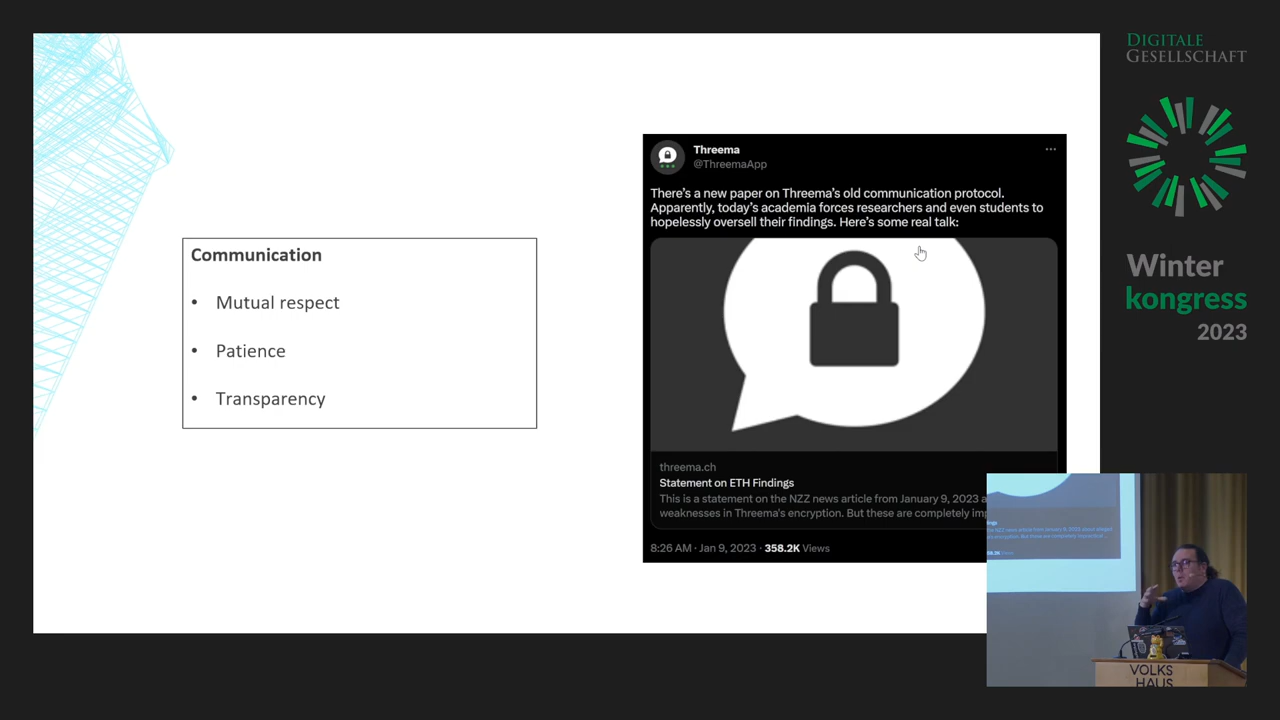 DIGITALE
GESELLSCHAFT
Winter
kongress
2023
Communication
• Mutual respect
• Patience
• Transparency
Threema
@ThreemaApp
There's a new paper on Threema's old communication protocol.
Apparently, today's academia forces researchers and even students to
hopelessly oversell their findings. Here's some real talk:
threema.ch
Statement on ETH Findings
This is a statement on the NZZ news article from January 9, 2023 a
weaknesses in Threema's encryption. But these are completely imp
8:26 AM · Jan 9, 2023 · 358.2K Views
VOLKS
HAUS